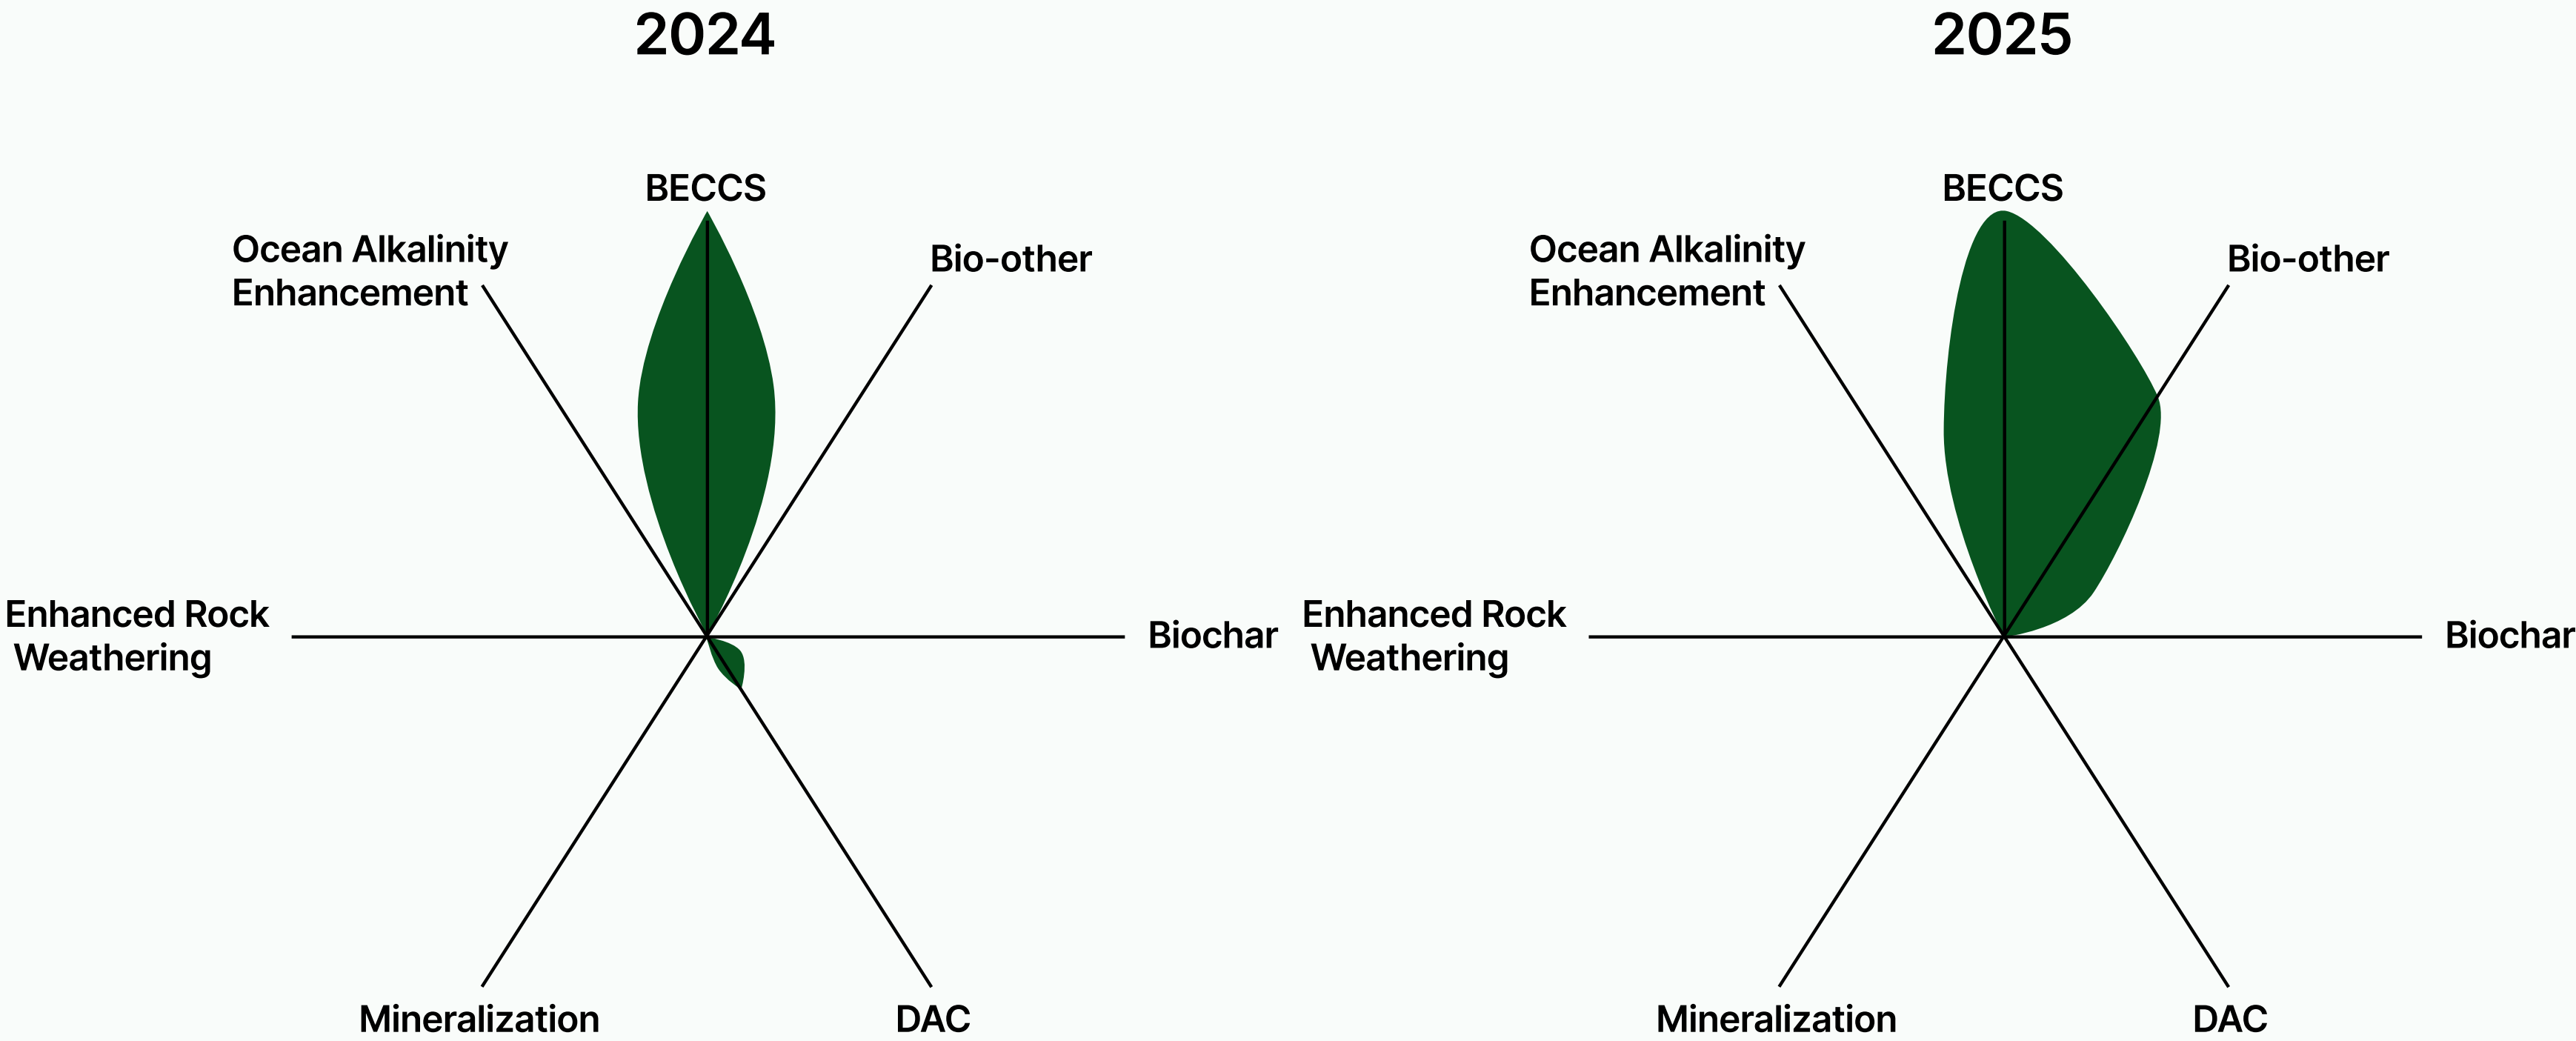 2024
BECCS
Ocean Alkalinity
Enhancement
Bio-other
Enhanced Rock
Weathering
Biochar
Mineralization
DAC
2025
BECCS
Ocean Alkalinity
Enhancement
Bio-other
Enhanced Rock
Weathering
Biochar
Mineralization
DAC